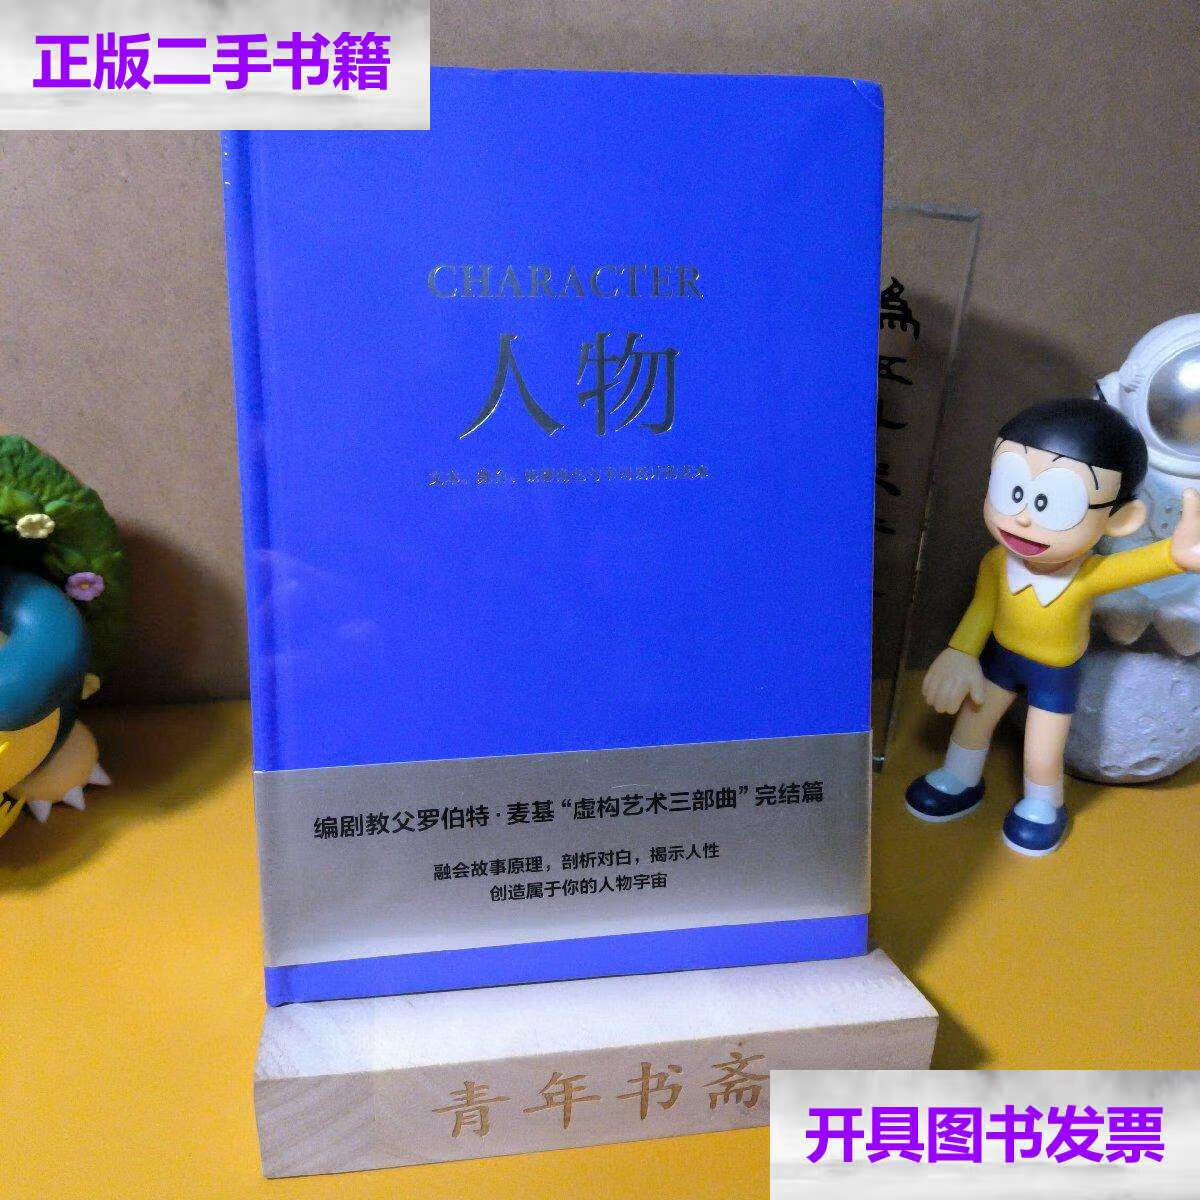 正版二手书籍
CHARACTER
人物
编剧教父罗伯特·麦基“虚构艺术三部曲”完结篇
融会故事原理，剖析对白，揭示人性
创造属于你的人物宇宙
青年书斋
开具图书发票